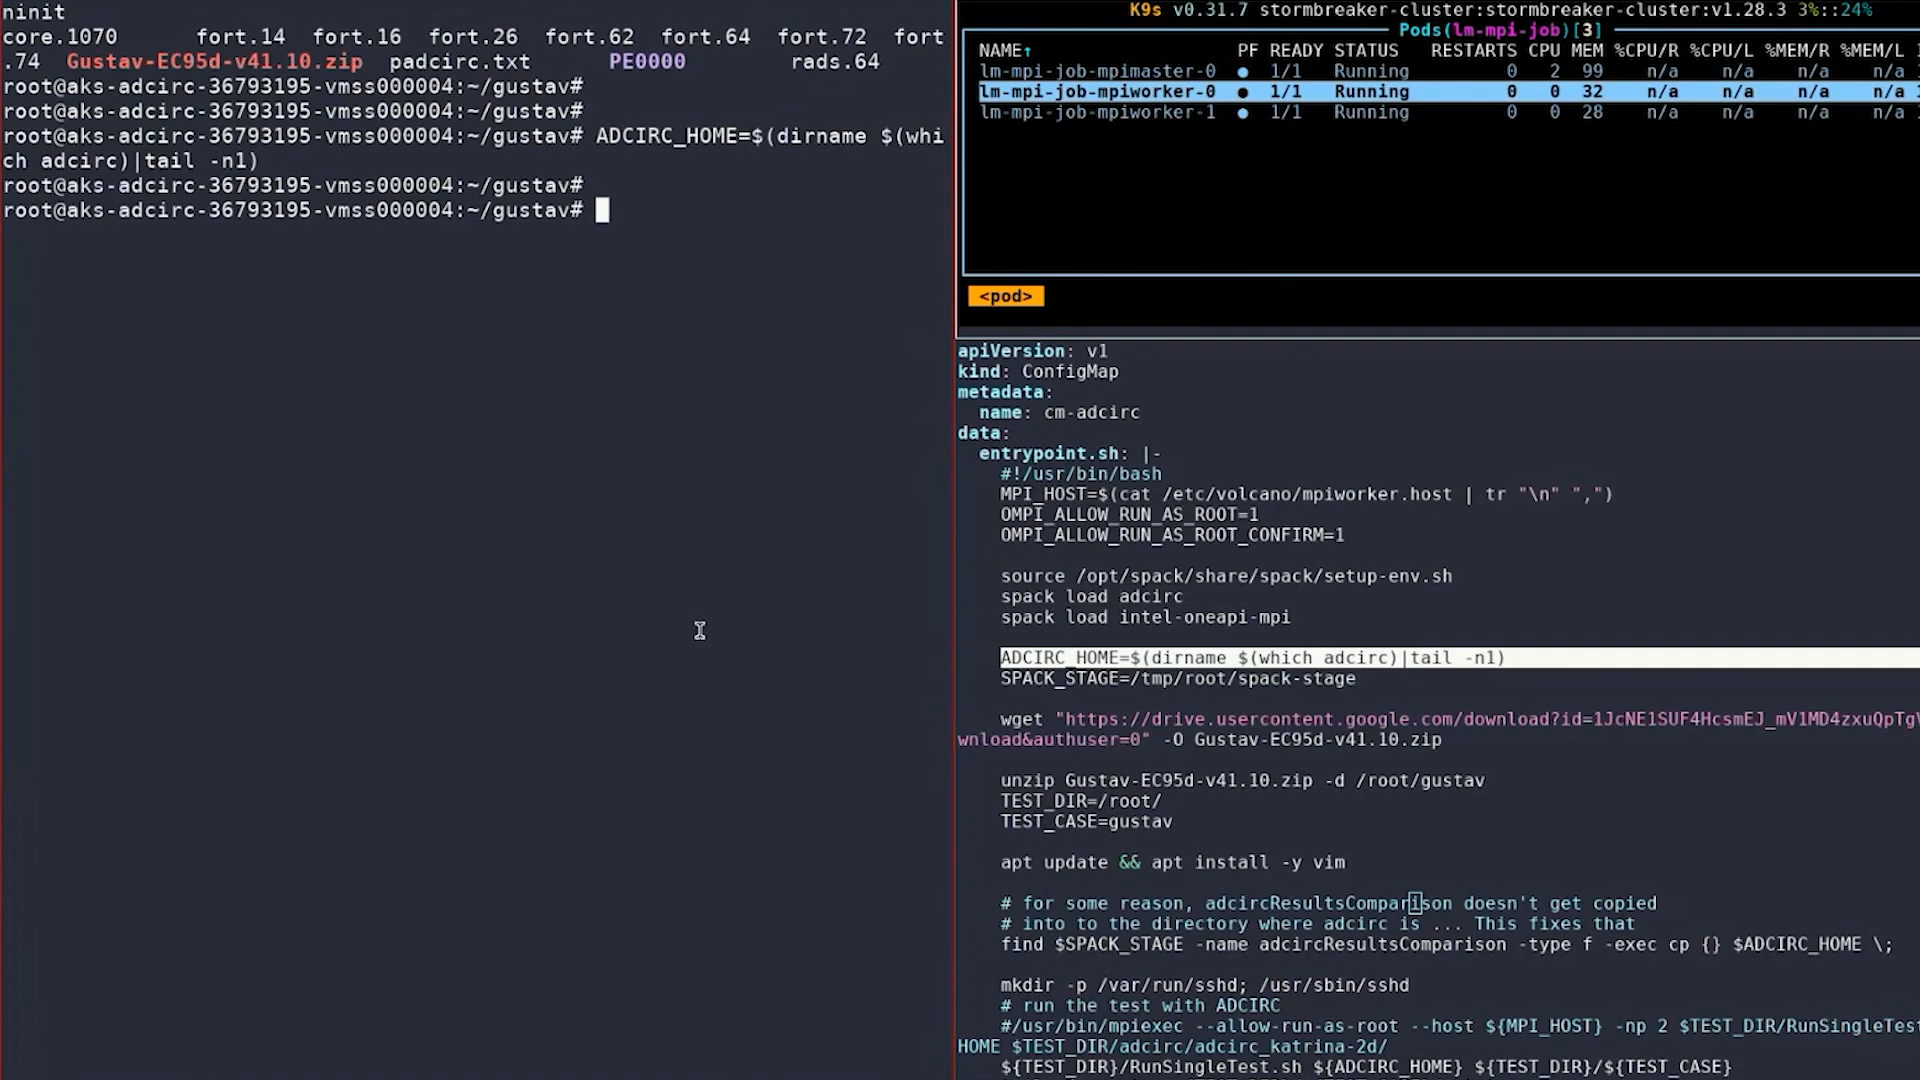 ninit
core.1070 fort.14 fort.16 fort.26 fort.62 fort.64 fort.72 fort
.74 Gustav-EC95d-v41.10.zip padcirc.txt PE0000 rads.64
root@aks-adcirc-36793195-vmss000004:~/gustav#
root@aks-adcirc-36793195-vmss000004:~/gustav#
root@aks-adcirc-36793195-vmss000004:~/gustav# ADCIRC_HOME=$(dirname $(whi
ch adcirc)|tail -n1)
root@aks-adcirc-36793195-vmss000004:~/gustav#
root@aks-adcirc-36793195-vmss000004:~/gustav#
K9s v0.31.7 stormbreaker-cluster:stormbreaker-cluster:v1.28.3 3%::24%
Pods(lm-mpi-job)[3]
NAME↑ PF READY STATUS RESTARTS CPU MEM %CPU/R %CPU/L %MEM/R %MEM/L
lm-mpi-job-mpimaster-0 ● 1/1 Running 0 2 99 n/a n/a n/a n/a
lm-mpi-job-mpiworker-0 ● 1/1 Running 0 0 32 n/a n/a n/a n/a
lm-mpi-job-mpiworker-1 ● 1/1 Running 0 0 28 n/a n/a n/a n/a
<pod>
apiVersion: v1
kind: ConfigMap
metadata:
  name: cm-adcirc
data:
  entrypoint.sh: |-
    #!/usr/bin/bash
    MPI_HOST=$(cat /etc/volcano/mpiworker.host | tr "\n" ",")
    OMPI_ALLOW_RUN_AS_ROOT=1
    OMPI_ALLOW_RUN_AS_ROOT_CONFIRM=1
    source /opt/spack/share/spack/setup-env.sh
    spack load adcirc
    spack load intel-oneapi-mpi
    ADCIRC_HOME=$(dirname $(which adcirc)|tail -n1)
    SPACK_STAGE=/tmp/root/spack-stage
    wget "https://drive.usercontent.google.com/download?id=1JcNE1SUF4HcsmEJ_mV1MD4zxuQpTg
wnload&authuser=0" -O Gustav-EC95d-v41.10.zip
    unzip Gustav-EC95d-v41.10.zip -d /root/gustav
    TEST_DIR=/root/
    TEST_CASE=gustav
    apt update && apt install -y vim
    # for some reason, adcircResultsComparison doesn't get copied
    # into to the directory where adcirc is ... This fixes that
    find $SPACK_STAGE -name adcircResultsComparison -type f -exec cp {} $ADCIRC_HOME \;
    mkdir -p /var/run/sshd; /usr/sbin/sshd
    # run the test with ADCIRC
    #/usr/bin/mpiexec --allow-run-as-root --host ${MPI_HOST} -np 2 $TEST_DIR/RunSingleTest
HOME $TEST_DIR/adcirc/adcirc_katrina-2d/
    ${TEST_DIR}/RunSingleTest.sh ${ADCIRC_HOME} ${TEST_DIR}/${TEST_CASE}